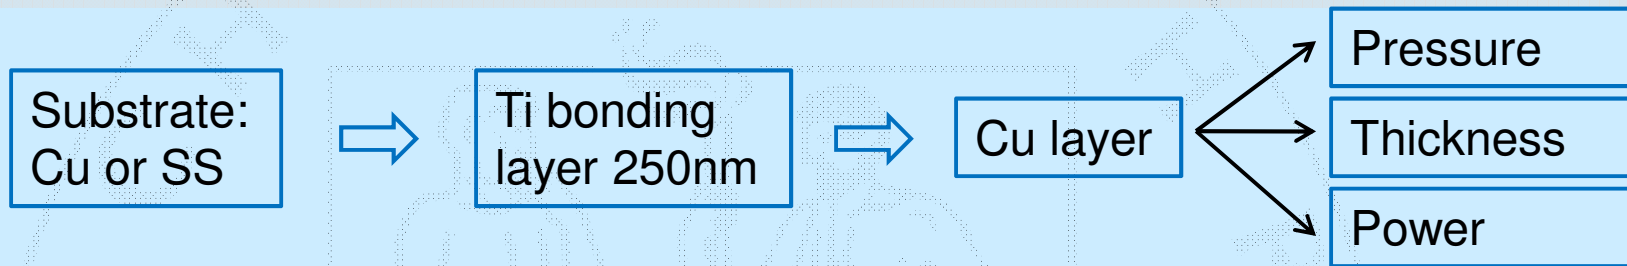 Substrate:
Cu or SS
Ti bonding
layer 250nm
Cu layer
Pressure
Thickness
Power